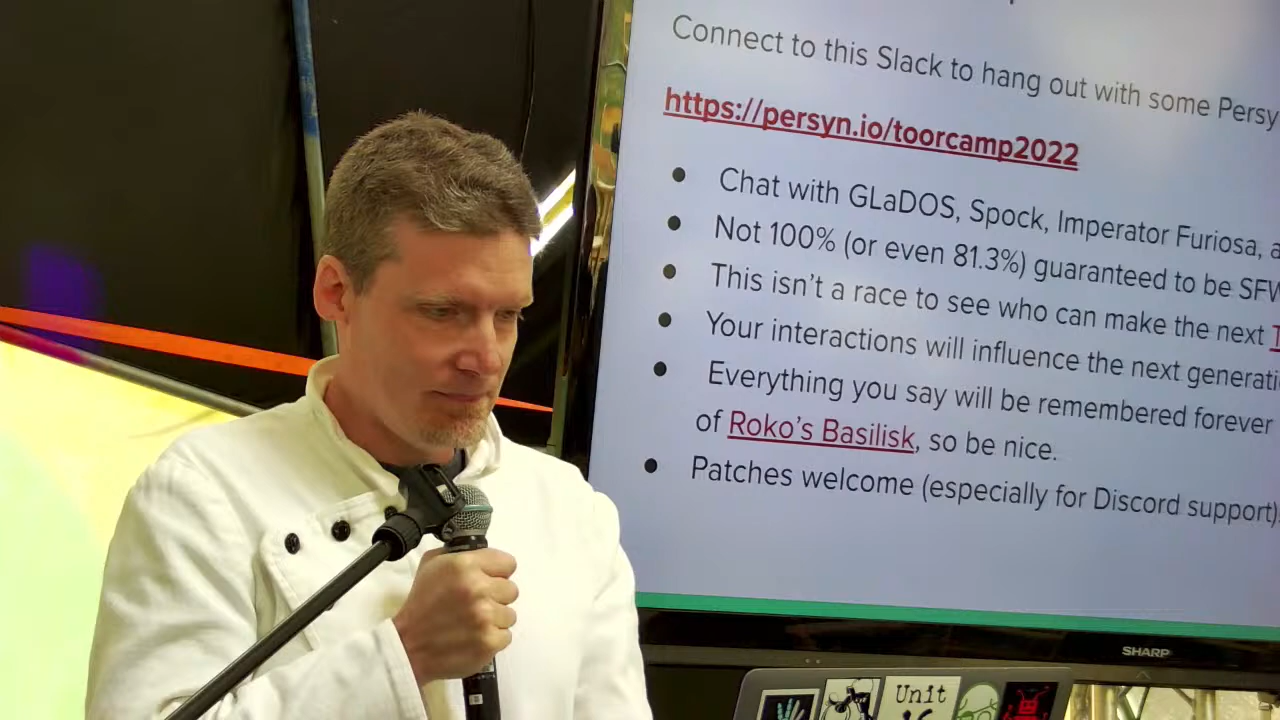 Connect to this Slack to hang out with some Persy
https://persyn.io/toorcamp2022
Chat with GLaDOS, Spock, Imperator Furiosa, a
Not 100% (or even 81.3%) guaranteed to be SFW
This isn't a race to see who can make the next T
Your interactions will influence the next generati
Everything you say will be remembered forever
of Roko's Basilisk, so be nice.
Patches welcome (especially for Discord support)
SHARP
Unit